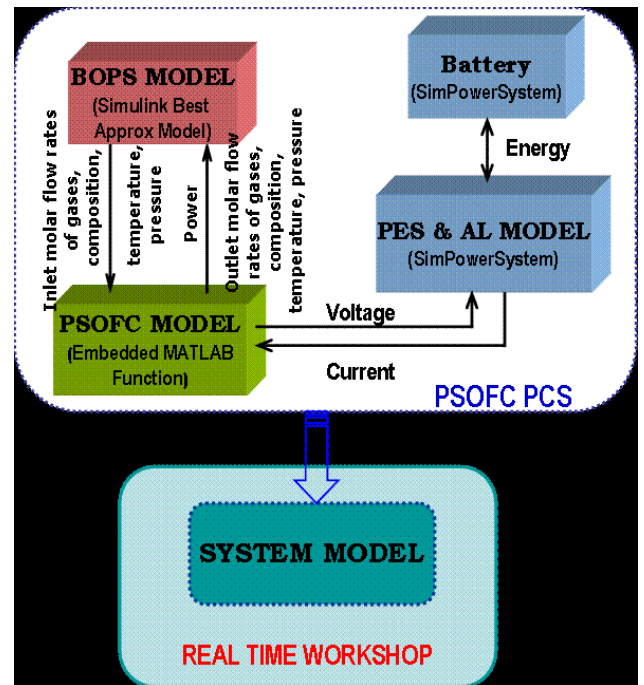 BOPS MODEL
(Simulink Best
Approx Model)
Battery
(SimPowerSystem)
Energy
Inlet molar flow rates
of gases,
composition,
temperature,
pressure
Power
Outlet molar flow
rates of gases,
composition,
temperature, pressure
PES & AL MODEL
(SimPowerSystem)
PSOFC MODEL
(Embedded MATLAB
Function)
Voltage
Current
PSOFC PCS
SYSTEM MODEL
REAL TIME WORKSHOP